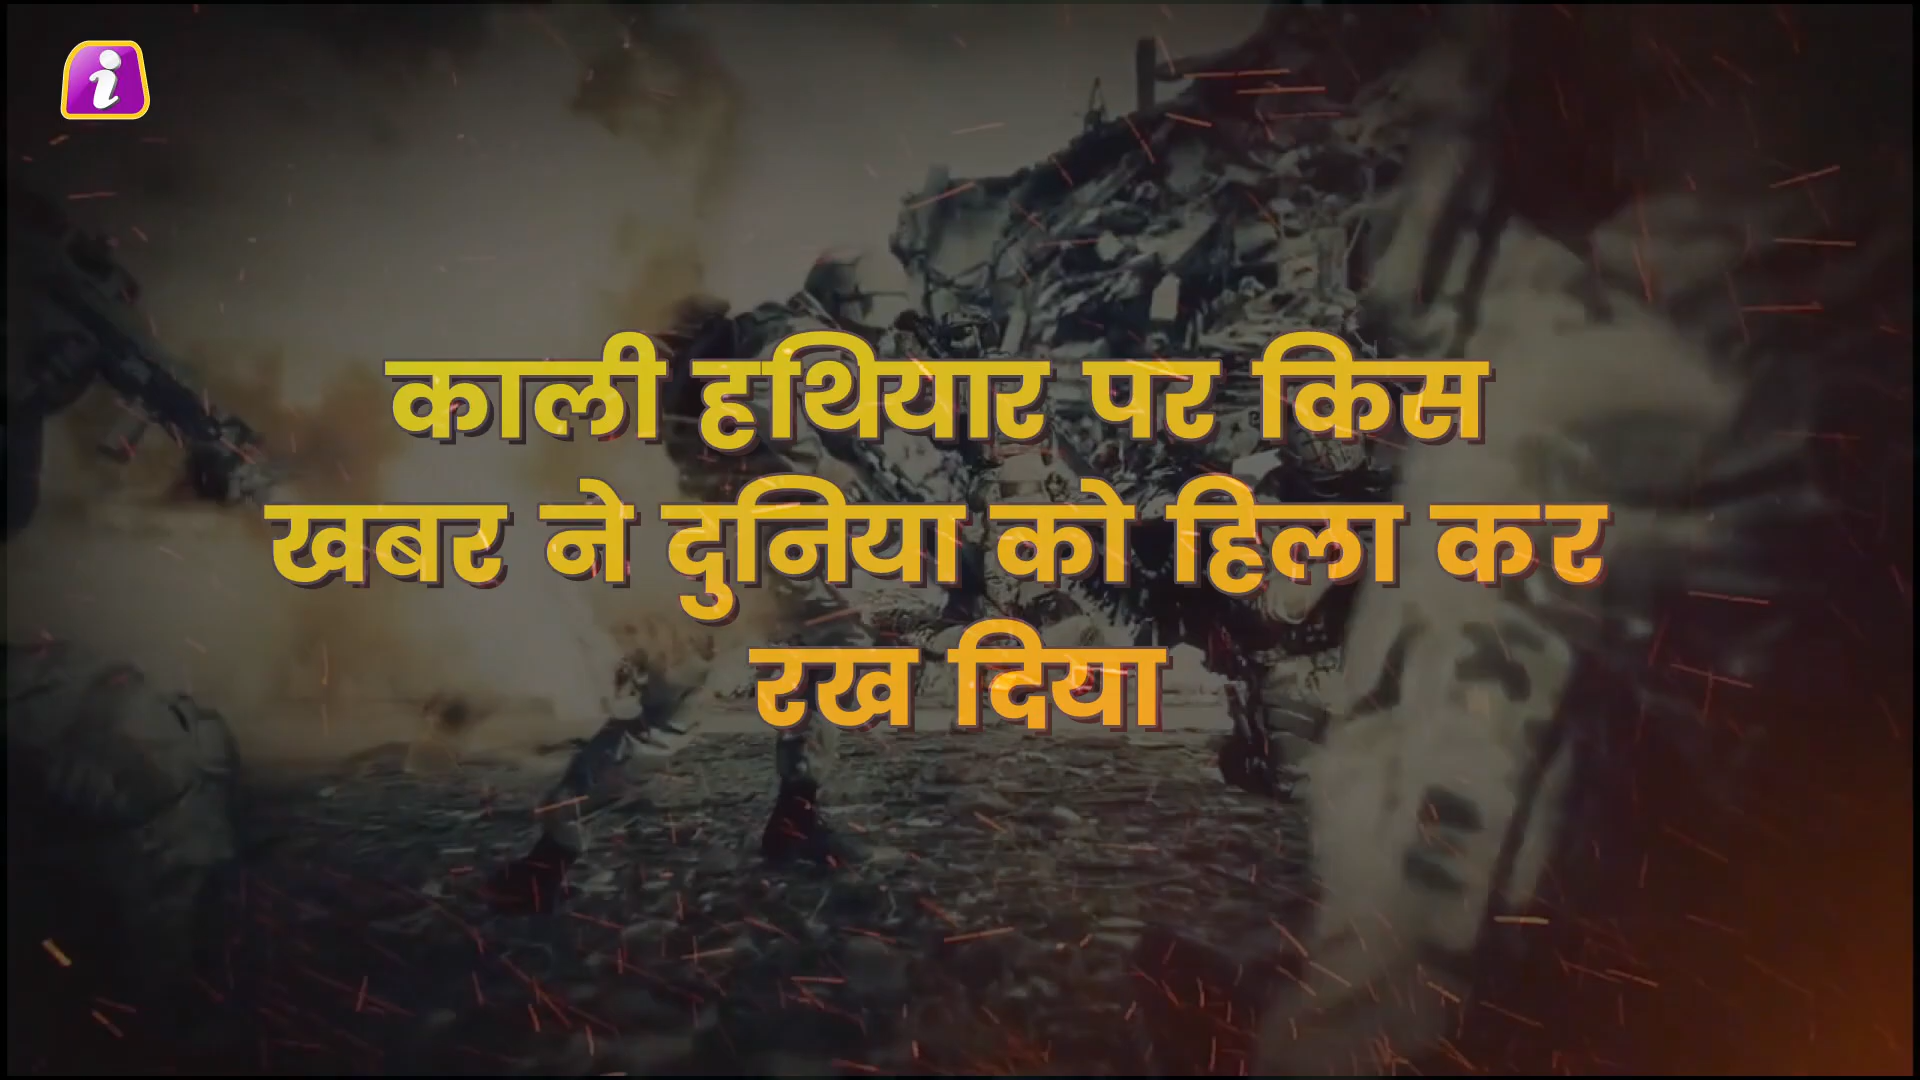 i
काली हथियार पर किस
खबर ने दुनिया को हिला कर
रख दिया